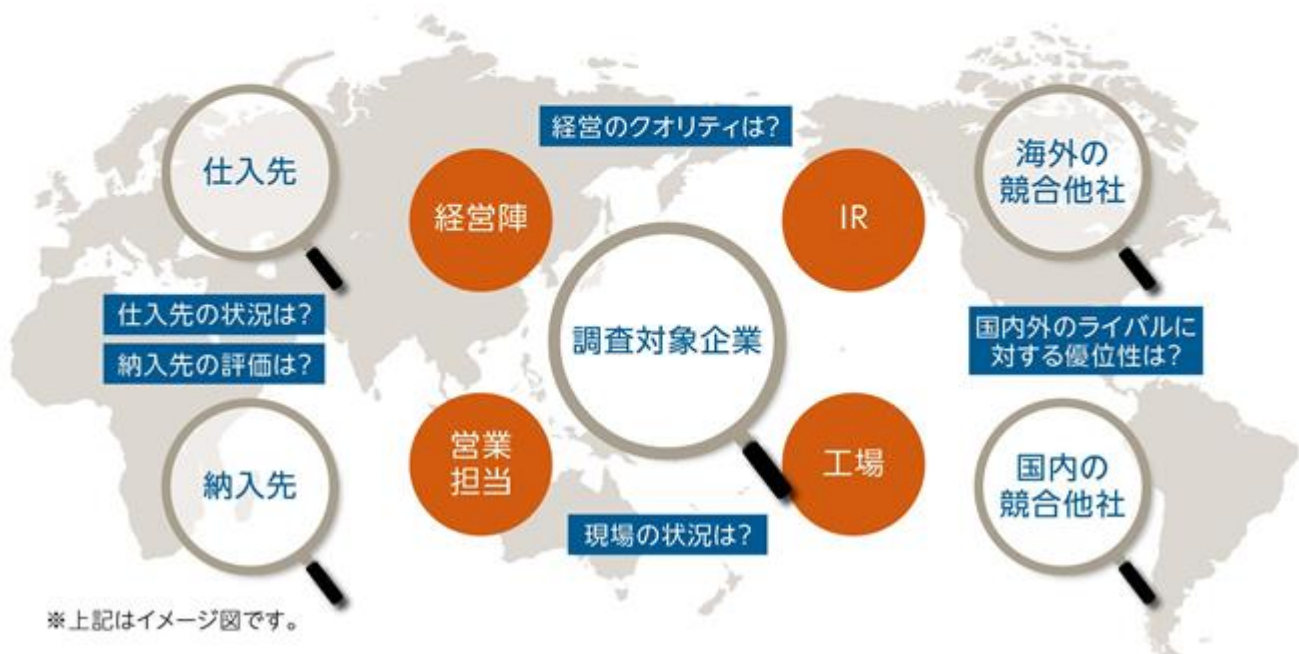 経営のクオリティは?
仕入先
経営陣
IR
海外の
競合他社
仕入先の状況は?
納入先の評価は?
調査対象企業
国内外のライバルに
対する優位性は?
納入先
営業
担当
工場
国内の
競合他社
現場の状況は?
※上記はイメージ図です。